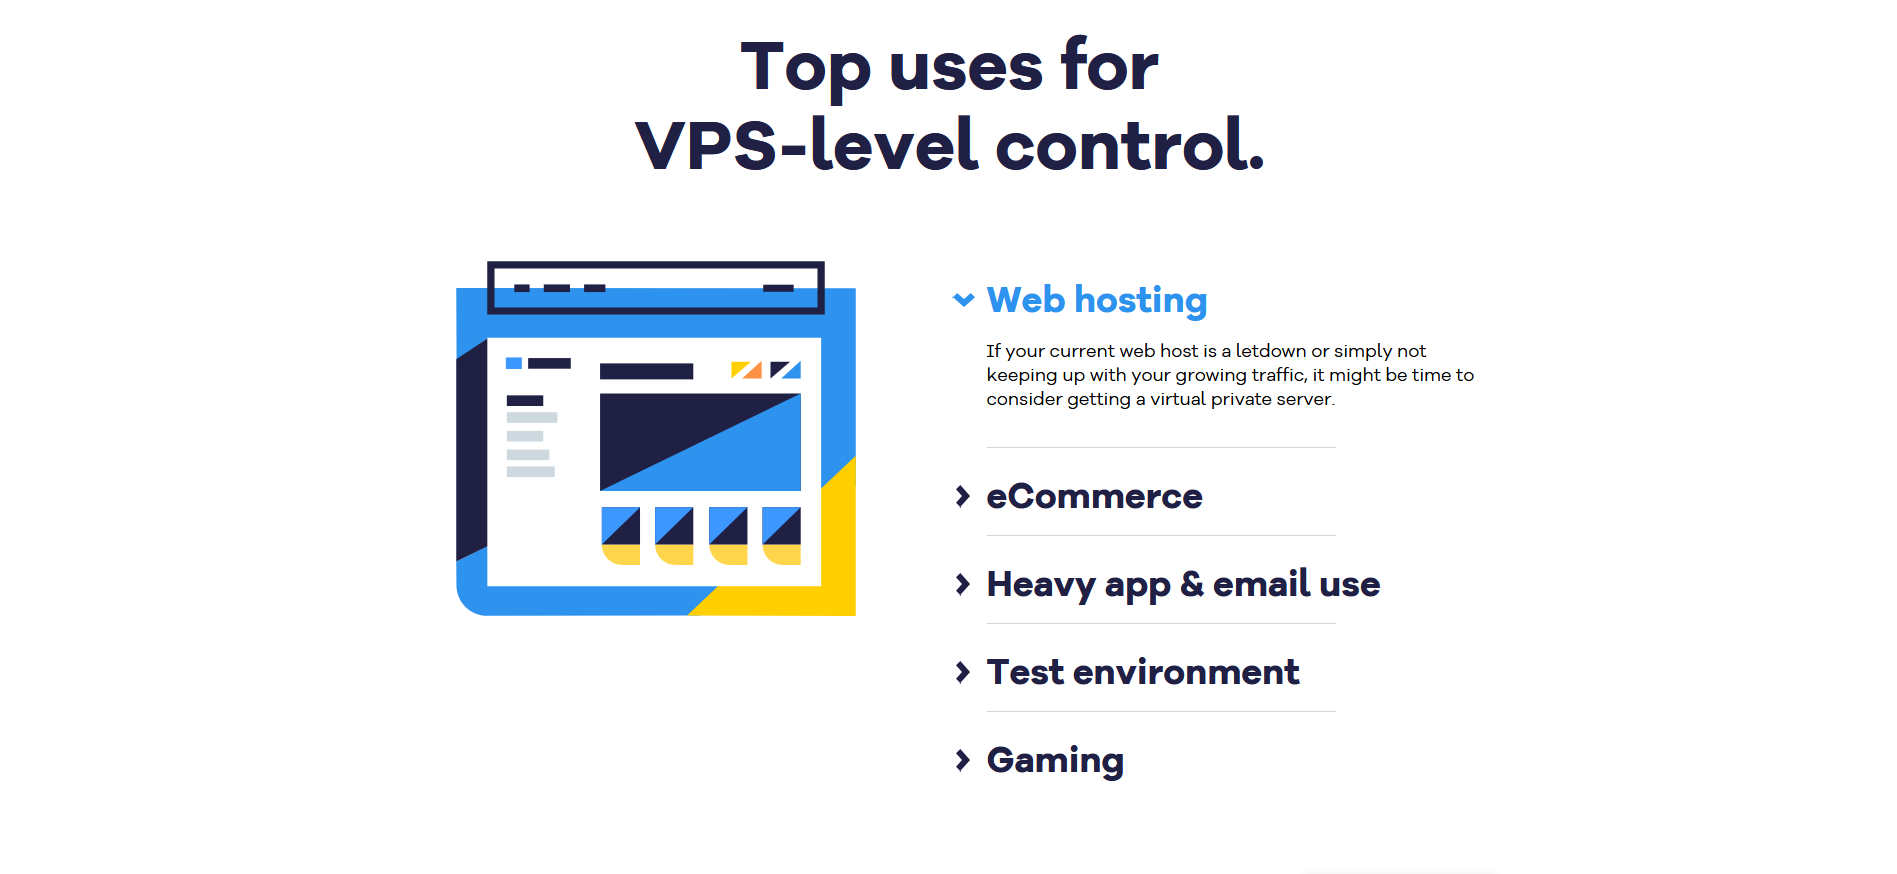 Top uses for
VPS-level control.
Web hosting
If your current web host is a letdown or simply not
keeping up with your growing traffic, it might be time to
consider getting a virtual private server.
eCommerce
Heavy app & email use
Test environment
Gaming